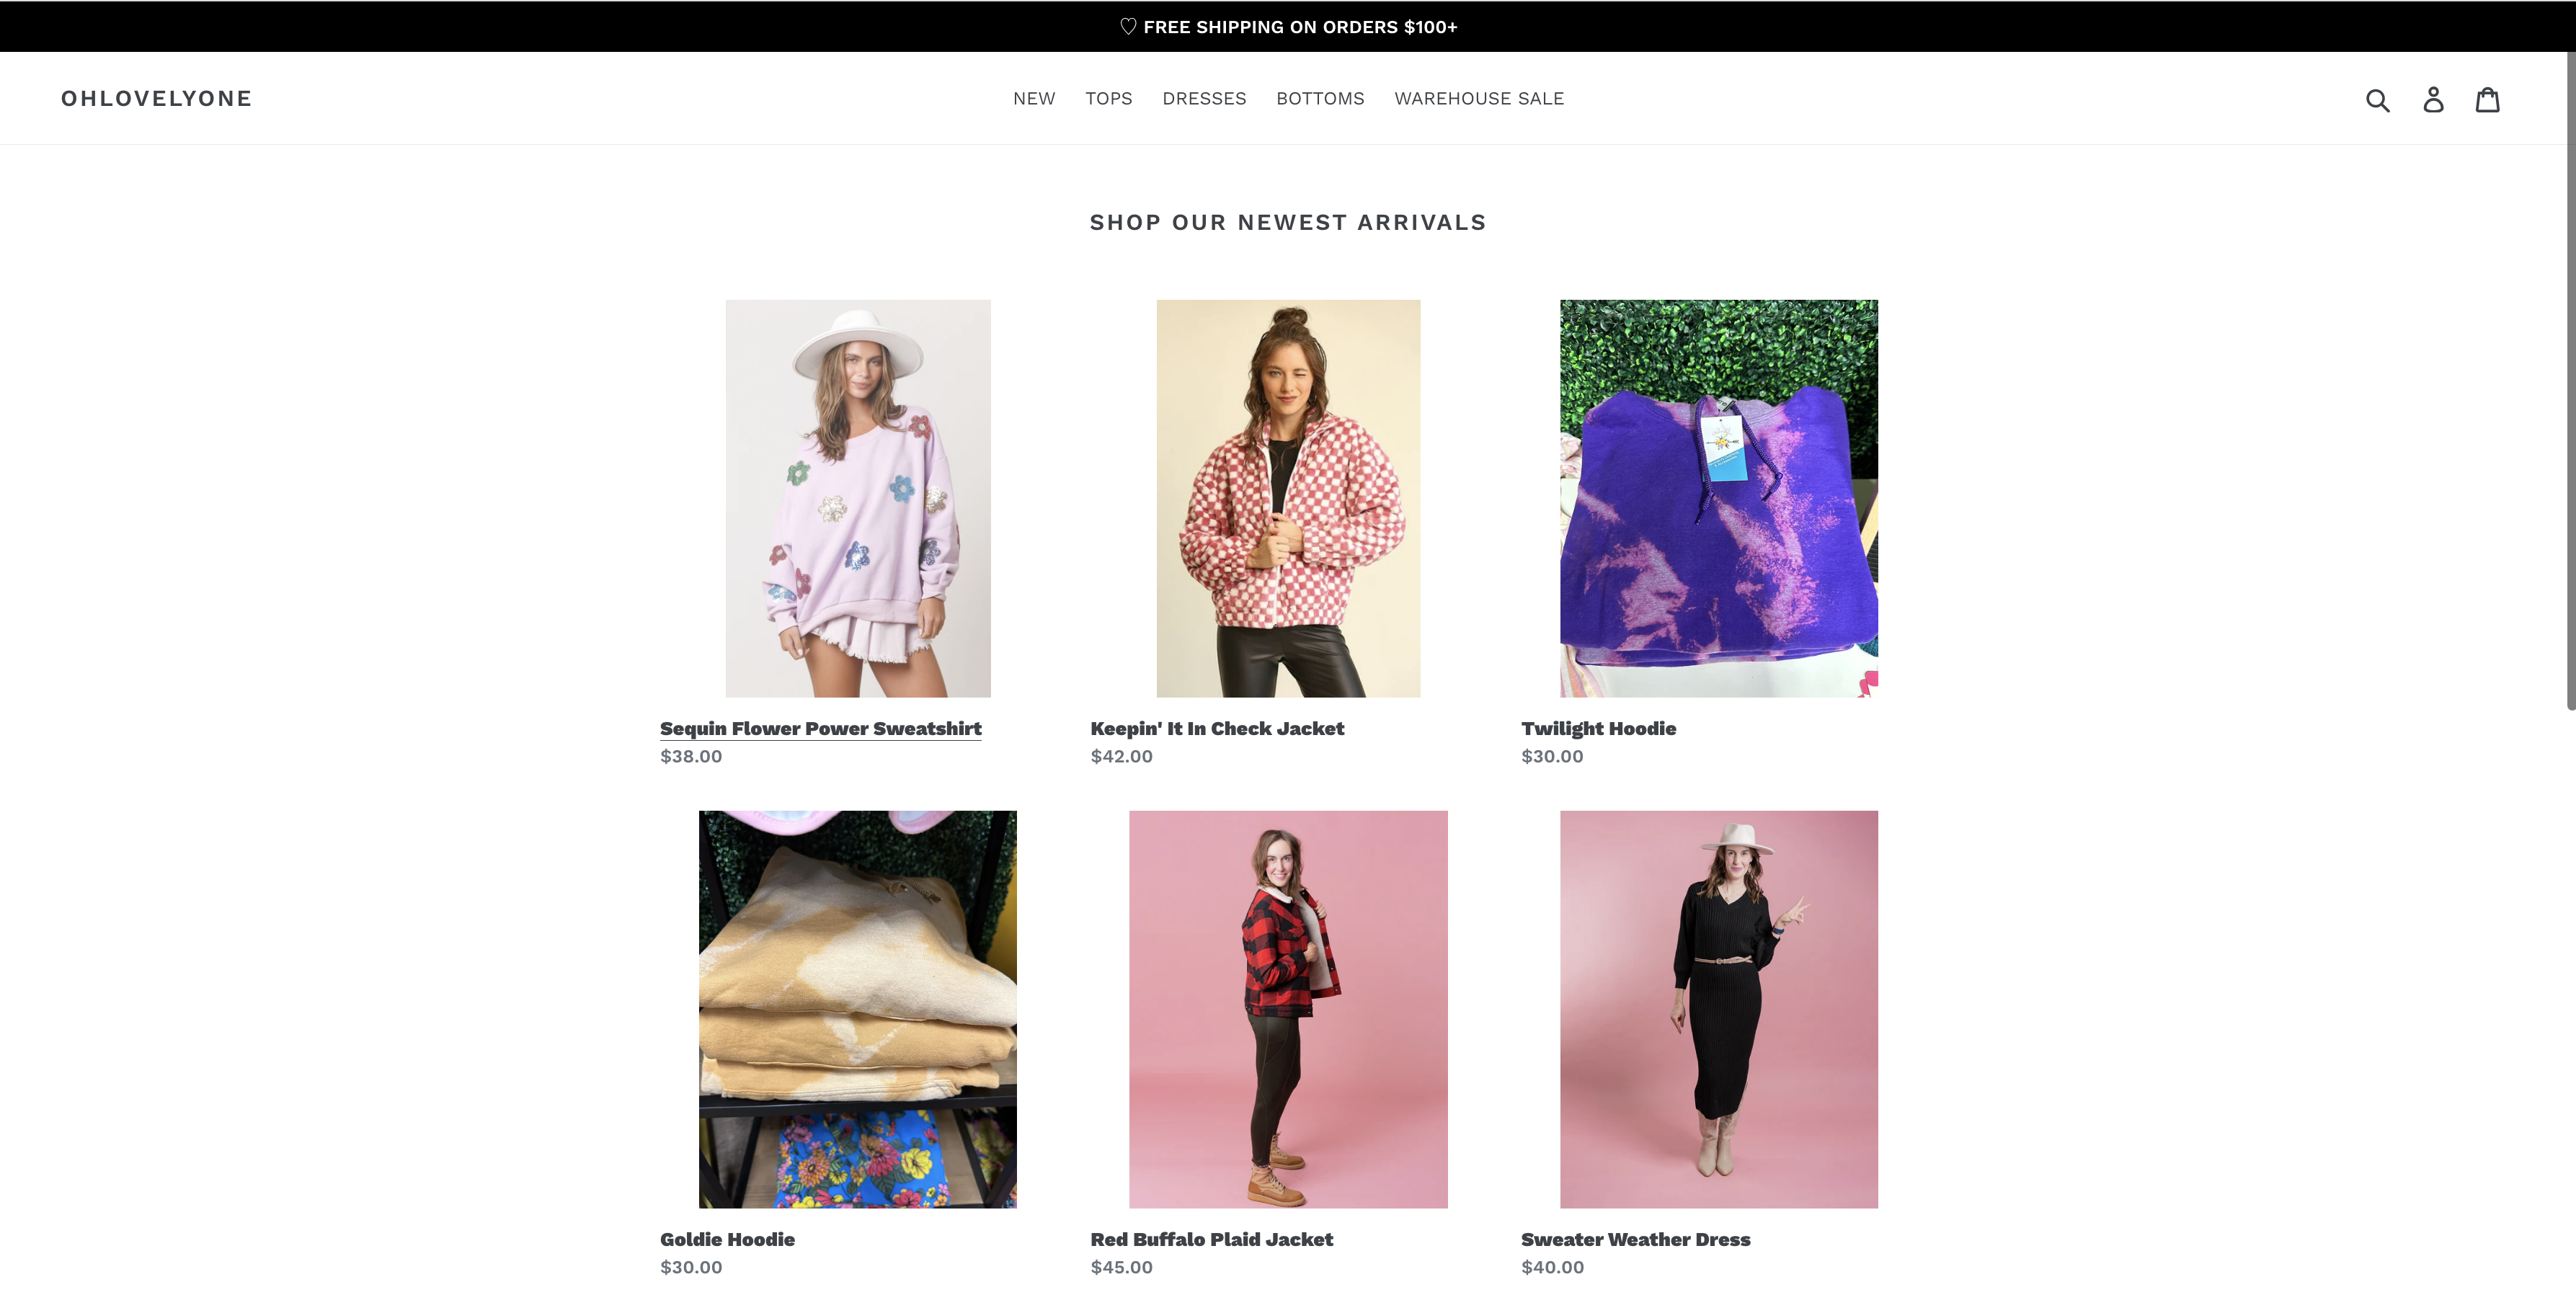 ♡ FREE SHIPPING ON ORDERS $100+
OHLOVELYONE
NEW TOPS DRESSES BOTTOMS WAREHOUSE SALE
SHOP OUR NEWEST ARRIVALS
Sequin Flower Power Sweatshirt
$38.00
Keepin' It In Check Jacket
$42.00
Twilight Hoodie
$30.00
Goldie Hoodie
$30.00
Red Buffalo Plaid Jacket
$45.00
Sweater Weather Dress
$40.00